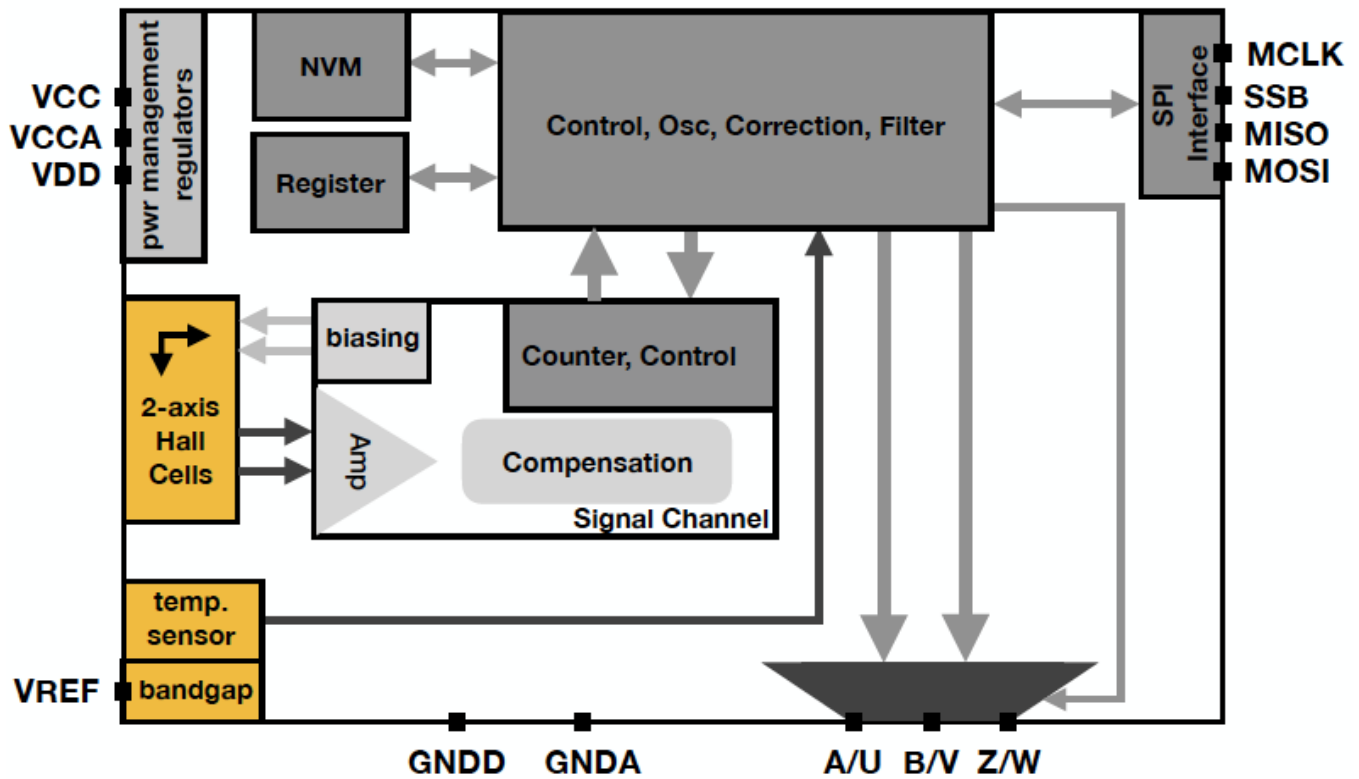 VCC
VCCA
VDD
pwr management
regulators
NVM
Register
Control, Osc, Correction, Filter
SPI
Interface
MCLK
SSB
MISO
MOSI
2-axis
Hall
Cells
biasing
Counter, Control
Amp
Compensation
Signal Channel
temp.
sensor
bandgap
VREF
GNDD
GNDA
A/U
B/V
Z/W